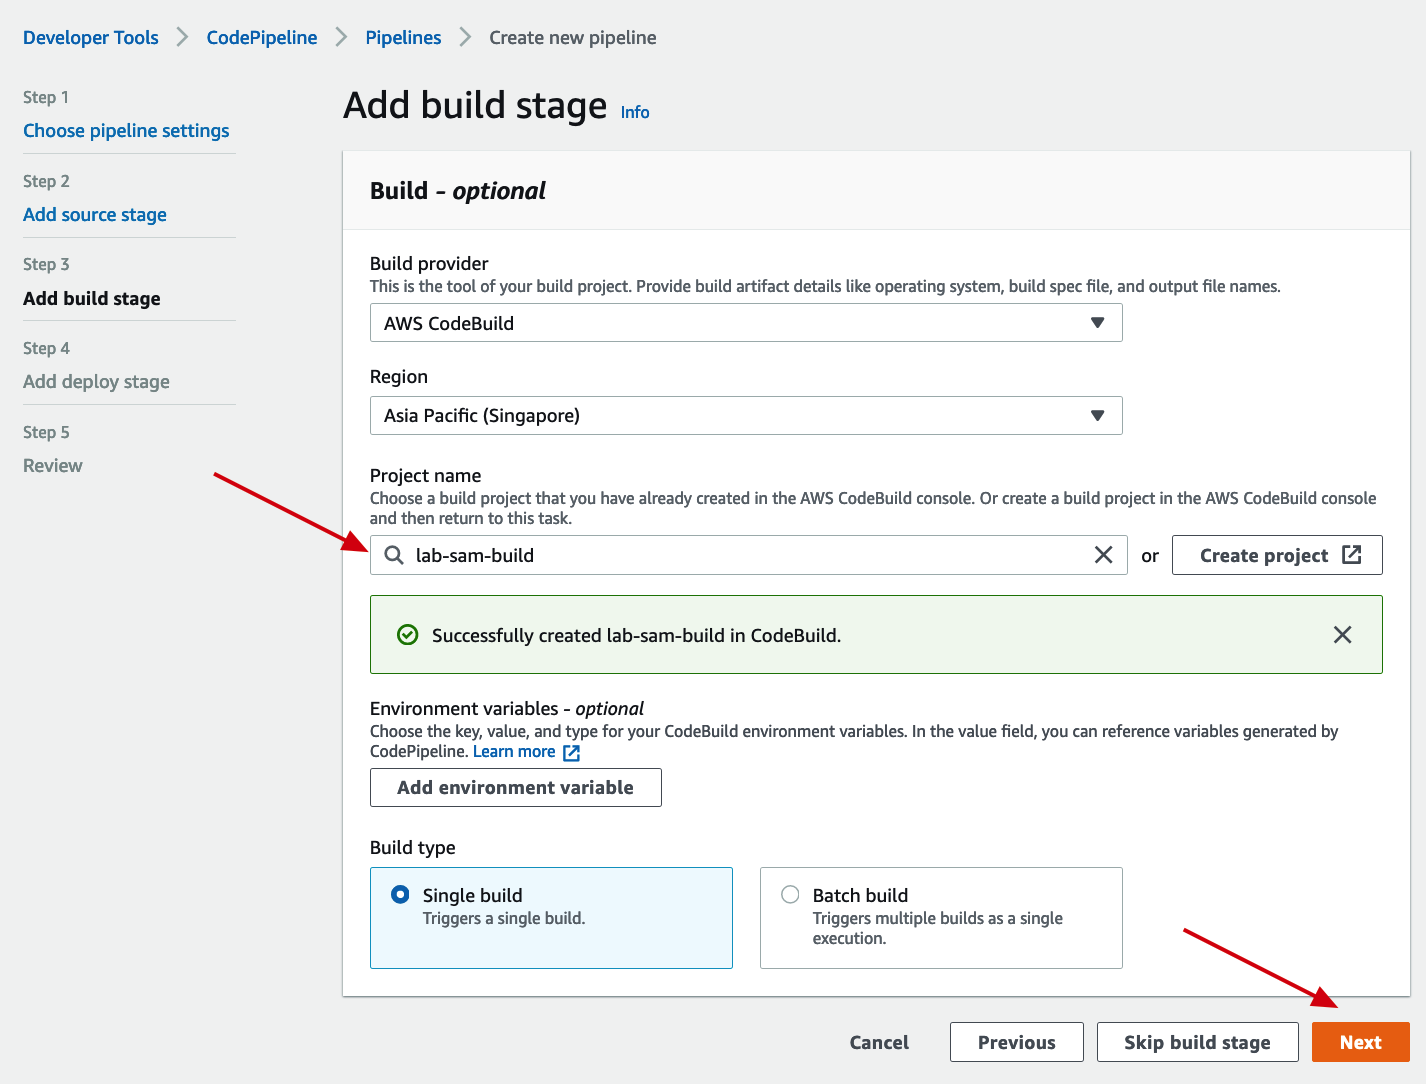 Developer Tools > CodePipeline > Pipelines > Create new pipeline
Step 1
Choose pipeline settings
Step 2
Add source stage
Step 3
Add build stage
Step 4
Add deploy stage
Step 5
Review
Add build stage Info
Build - optional
Build provider
This is the tool of your build project. Provide build artifact details like operating system, build spec file, and output file names.
AWS CodeBuild
Region
Asia Pacific (Singapore)
Project name
Choose a build project that you have already created in the AWS CodeBuild console. Or create a build project in the AWS CodeBuild console
and then return to this task.
lab-sam-build or Create project
Successfully created lab-sam-build in CodeBuild.
Environment variables - optional
Choose the key, value, and type for your CodeBuild environment variables. In the value field, you can reference variables generated by
CodePipeline. Learn more
Add environment variable
Build type
Single build
Triggers a single build.
Batch build
Triggers multiple builds as a single
execution.
Cancel Previous Skip build stage Next